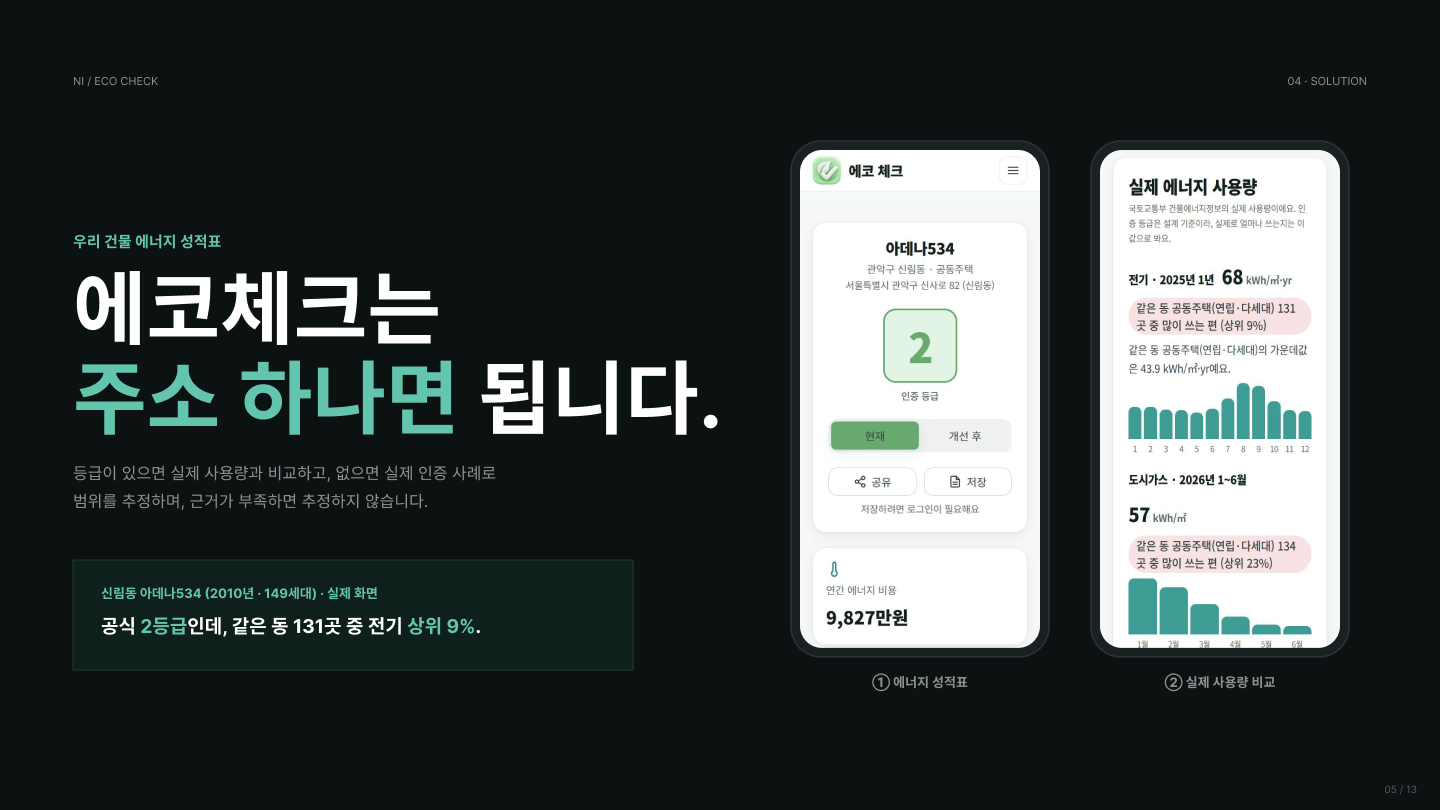 NI / ECO CHECK
04 · SOLUTION
우리 건물 에너지 성적표
에코체크는
주소 하나면 됩니다.
등급이 있으면 실제 사용량과 비교하고, 없으면 실제 인증 사례로
범위를 추정하며, 근거가 부족하면 추정하지 않습니다.
신림동 아데나534 (2010년 · 149세대) · 실제 화면
공식 2등급인데, 같은 동 131곳 중 전기 상위 9%.
에코 체크
아데나534
관악구 신림동 · 공동주택
서울특별시 관악구 신사로 82 (신림동)
2
인증 등급
현재
개선 후
공유
저장
저장하려면 로그인이 필요해요
연간 에너지 비용
9,827만원
① 에너지 성적표
실제 에너지 사용량
국토교통부 건물에너지정보의 실제 사용량이에요. 인
증 등급은 설계 기준이라, 실제로 얼마나 쓰는지는 이
값으로 봐요.
전기 · 2025년 1년 68 kWh/㎡·yr
같은 동 공동주택(연립·다세대) 131
곳 중 많이 쓰는 편 (상위 9%)
같은 동 공동주택(연립·다세대)의 가운데값
은 43.9 kWh/㎡·yr예요.
1 2 3 4 5 6 7 8 9 10 11 12
도시가스 · 2026년 1~6월
57 kWh/㎡
같은 동 공동주택(연립·다세대) 134
곳 중 많이 쓰는 편 (상위 23%)
1월 2월 3월 4월 5월 6월
② 실제 사용량 비교
05 / 13